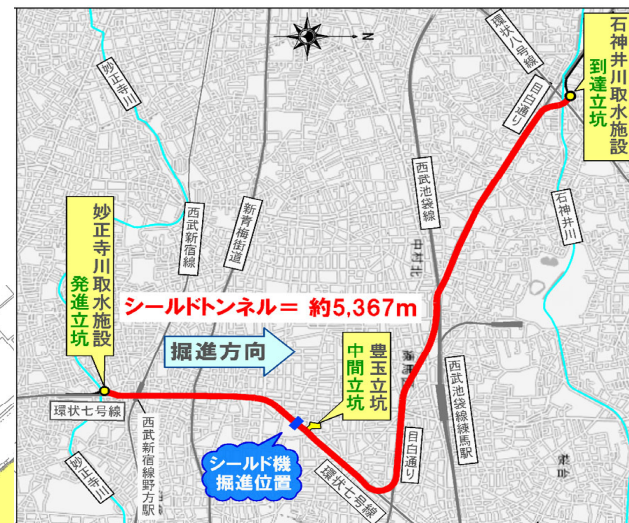 石神井川取水施設
到達立坑
環状八号線
目白通り
N
妙正寺川
西武新宿線
新青梅街道
西武池袋線
石神井川
中村北
妙正寺川取水施設
発進立坑
シールドトンネル= 約5,367m
掘進方向
豊玉立坑
中間立坑
西武池袋線練馬駅
環状七号線
西武新宿線野方駅
シールド機
掘進位置
環状七号線
目白通り
妙正寺川